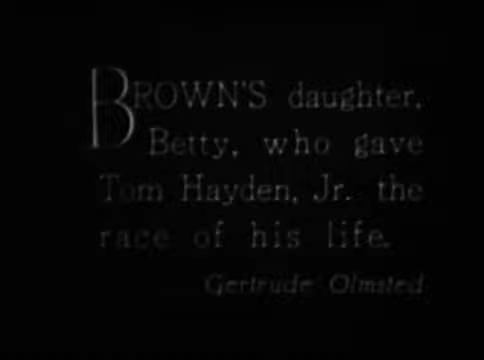 BROWN'S daughter,
Betty, who gave
Tom Hayden, Jr. the
race of his life.
Gertrude Olmsted